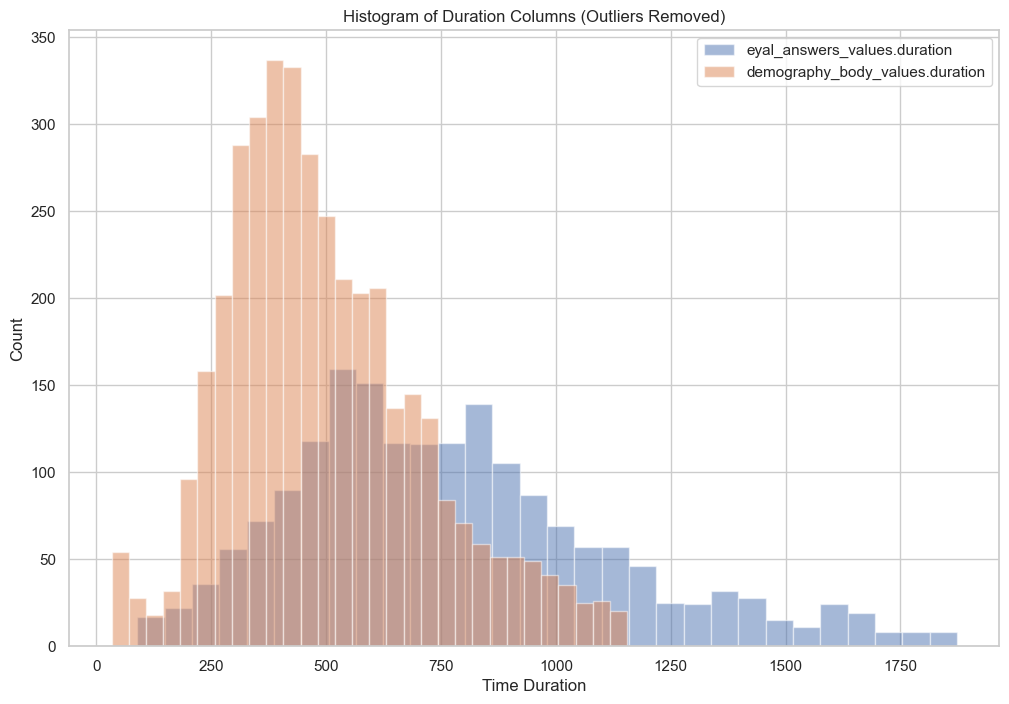 Histogram of Duration Columns (Outliers Removed)
eyal_answers_values.duration
demography_body_values.duration
Count
350
300
250
200
150
100
50
0
0 250 500 750 1000 1250 1500 1750
Time Duration